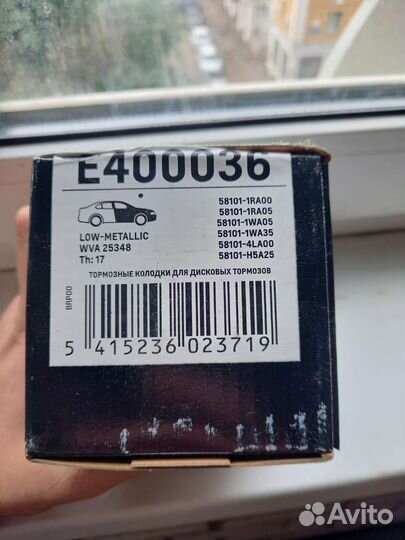 E400036
58101-1RA00
58101-1RA05
58101-1WA05
58101-1WA35
58101-4LA00
58101-H5A25
LOW-METALLIC
WVA 25348
Th: 17
ТОРМОЗНЫЕ КОЛОДКИ ДЛЯ ДИСКОВЫХ ТОРМОЗОВ
BRP00
5 415236 023719
Avito